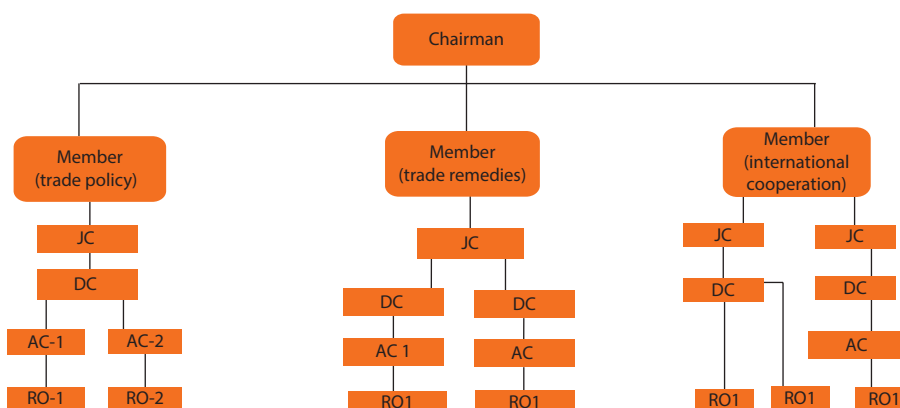 Chairman
Member
(trade policy)
Member
(trade remedies)
Member
(international
cooperation)
JC
JC
JC
JC
DC
DC
DC
DC
DC
AC-1
AC-2
AC 1
AC
AC
RO-1
RO-2
RO1
RO1
RO1
RO1
RO1